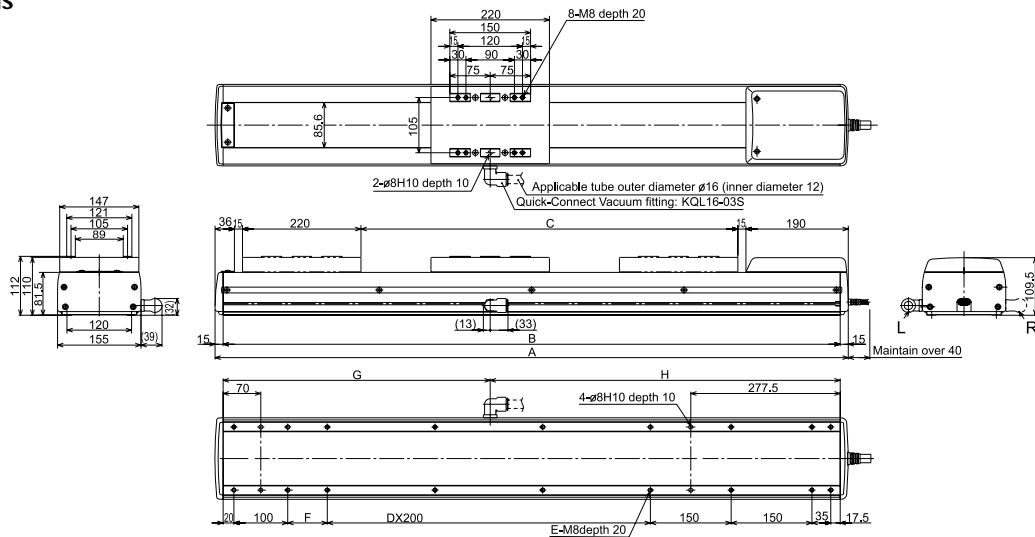 220
8-M8 depth 20
150
15 120 15
30 90 30
75 75
85.6
105
2-ø8H10 depth 10
Applicable tube outer diameter ø16 (inner diameter 12)
Quick-Connect Vacuum fitting: KQL16-03S
147
121
105
89
112
110
81.5
(32)
120
155
(39)
36
15
220
C
15
190
(13)
(33)
15
B
15
A
Maintain over 40
109.5
L
R
G
H
70
4-ø8H10 depth 10
277.5
20
100
F
DX200
E-M8depth 20
150
150
35
17.5